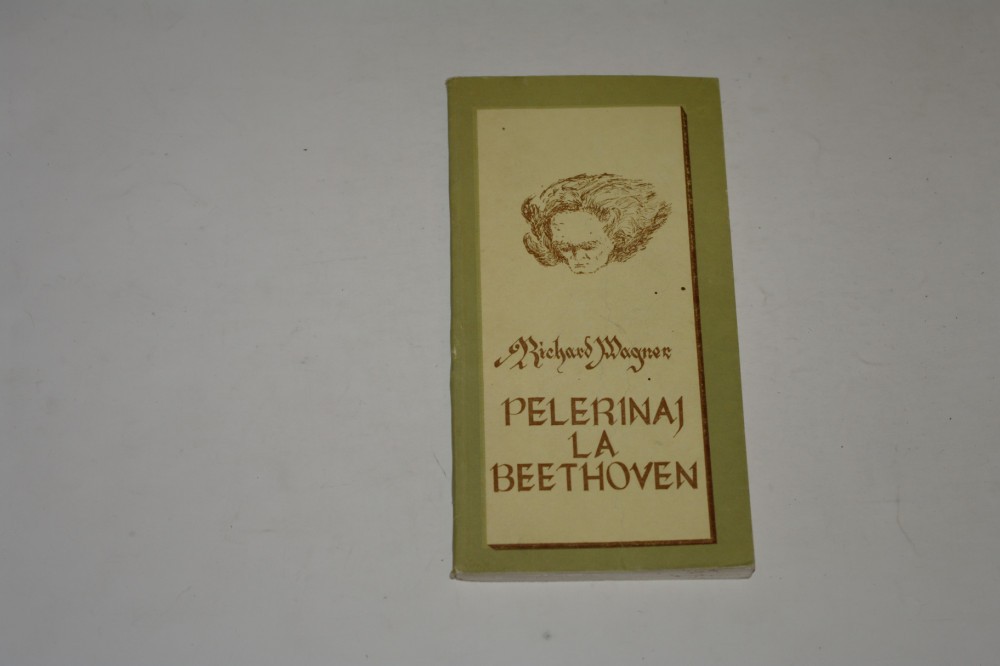 Richard Wagner
PELERINAJ
LA
BEETHOVEN